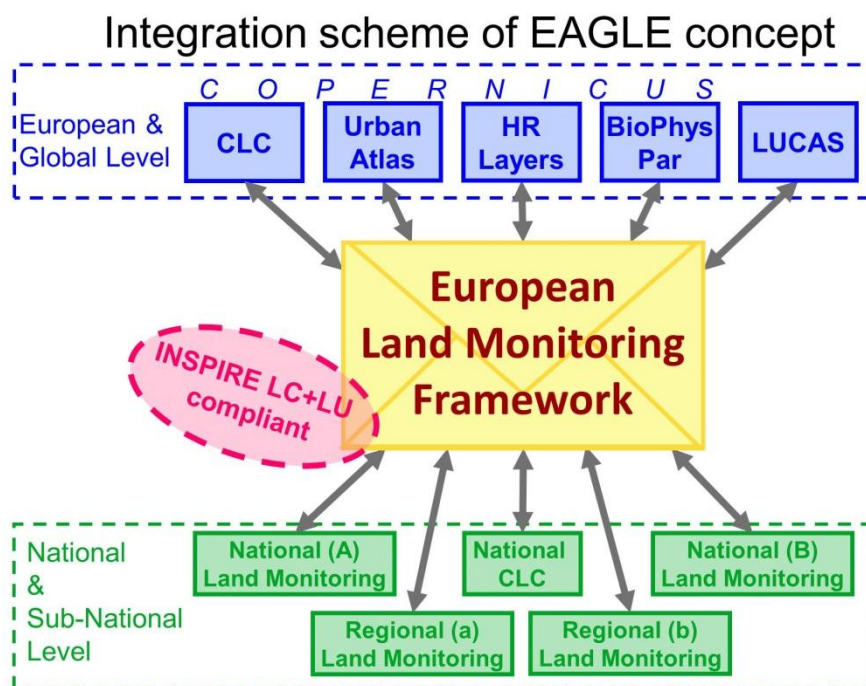 Integration scheme of EAGLE concept
C O P E R N I C U S
European &
Global Level
CLC
Urban
Atlas
HR
Layers
BioPhys
Par
LUCAS
European
Land Monitoring
Framework
INSPIRE LC+LU
compliant
National
&
Sub-National
Level
National (A)
Land Monitoring
National
CLC
National (B)
Land Monitoring
Regional (a)
Land Monitoring
Regional (b)
Land Monitoring